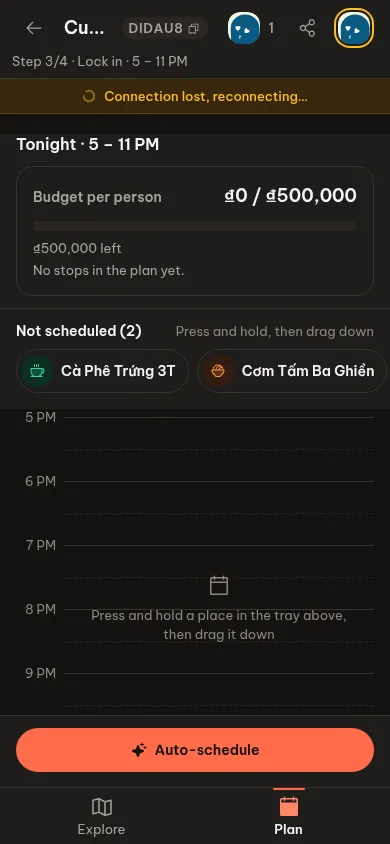 Cu...
DIDAU8
1
Step 3/4 · Lock in · 5 – 11 PM
Connection lost, reconnecting...
Tonight · 5 – 11 PM
Budget per person
₫0 / ₫500,000
₫500,000 left
No stops in the plan yet.
Not scheduled (2)
Press and hold, then drag down
Cà Phê Trứng 3T
Cơm Tấm Ba Ghiền
5 PM
6 PM
7 PM
8 PM
Press and hold a place in the tray above,
then drag it down
9 PM
Auto-schedule
Explore
Plan